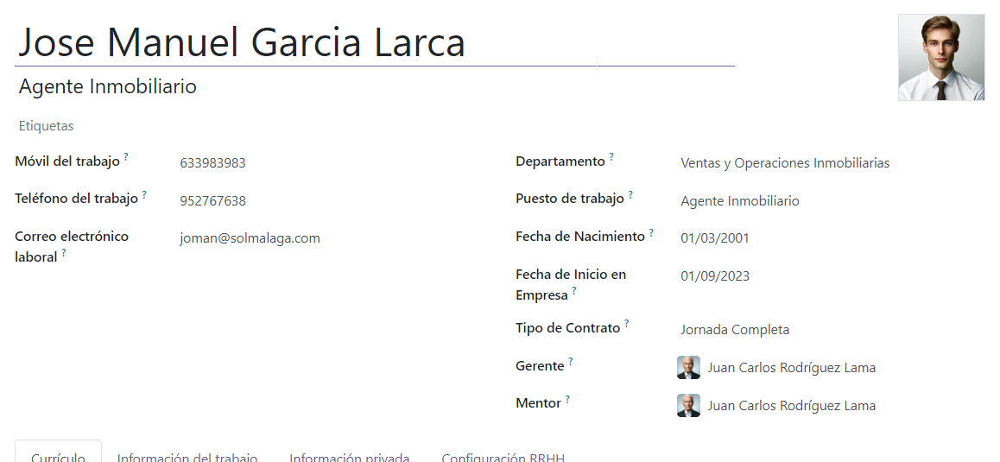 Jose Manuel Garcia Larca
Agente Inmobiliario
Etiquetas
Móvil del trabajo ? 633983983
Teléfono del trabajo ? 952767638
Correo electrónico
laboral ? joman@solmalaga.com
Departamento ? Ventas y Operaciones Inmobiliarias
Puesto de trabajo ? Agente Inmobiliario
Fecha de Nacimiento ? 01/03/2001
Fecha de Inicio en
Empresa ? 01/09/2023
Tipo de Contrato ? Jornada Completa
Gerente ? Juan Carlos Rodríguez Lama
Mentor ? Juan Carlos Rodríguez Lama
Currículo Información del trabajo Información privada Configuración RRHH